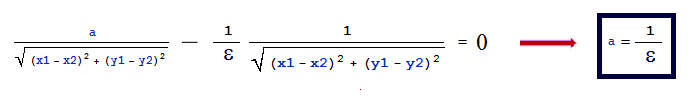 a / √((x1 − x2)² + (y1 − y2)²) − 1/ε 1 / √((x1 − x2)² + (y1 − y2)²) = 0 → a = 1/ε